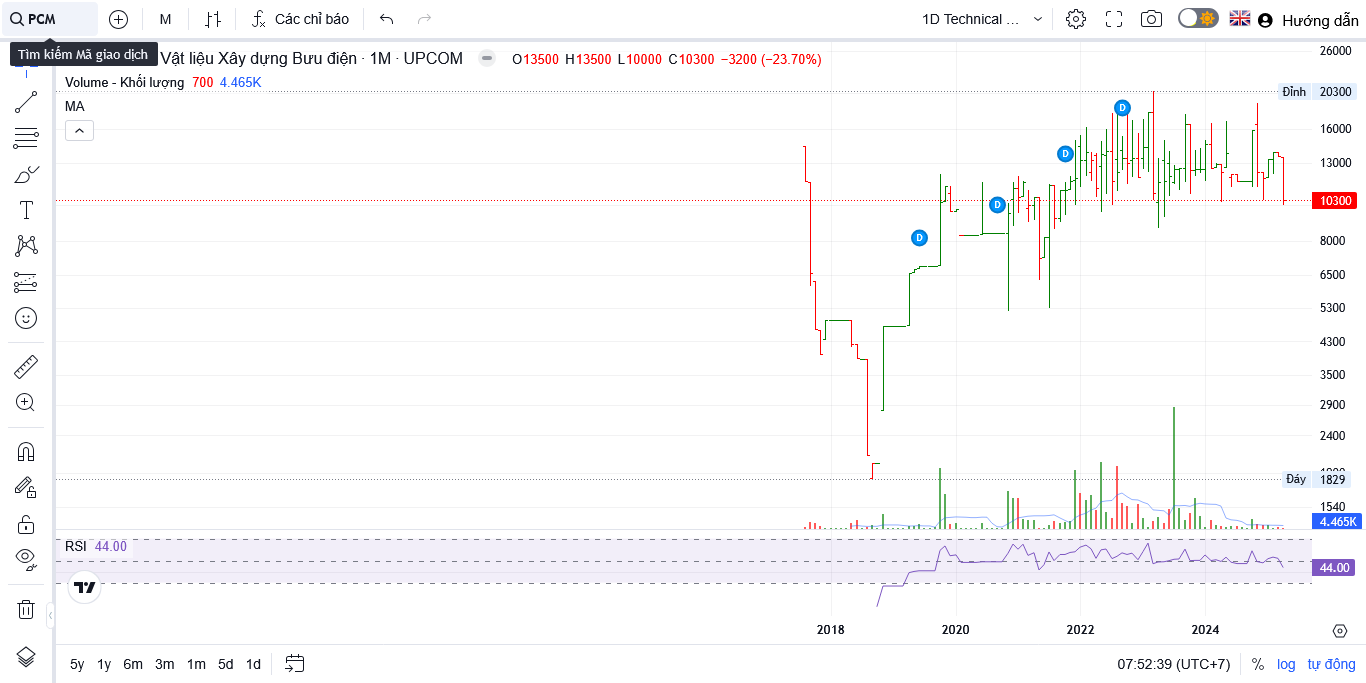 PCM M Các chỉ báo 1D Technical ... Hướng dẫn
Tìm kiếm Mã giao dịch Vật liệu Xây dựng Bưu điện · 1M · UPCOM O13500 H13500 L10000 C10300 −3200 (−23.70%)
Volume - Khối lượng 700 4.465K
MA
26000
Đỉnh 20300
16000
13000
10300
8000
6500
5300
4300
3500
2900
2400
Đáy 1829
1540
4.465K
RSI 44.00
44.00
D
D
D
D
2018 2020 2022 2024
5y 1y 6m 3m 1m 5d 1d 07:52:39 (UTC+7) % log tự động